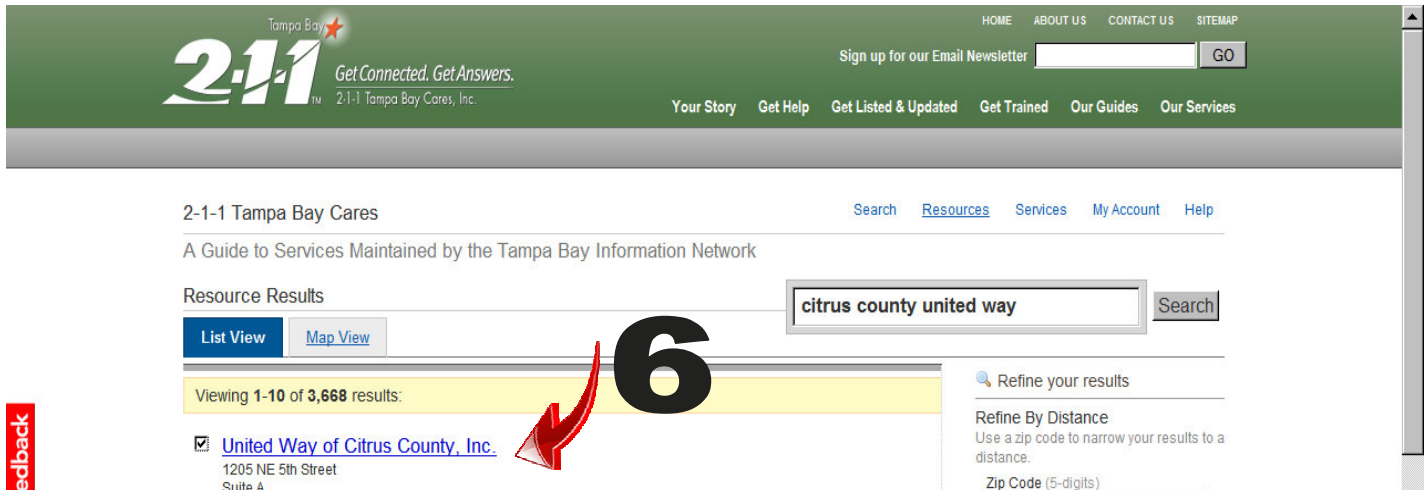 Tampa Bay
2-1-1 TM
Get Connected. Get Answers.
2-1-1 Tampa Bay Cares, Inc.
HOME ABOUT US CONTACT US SITEMAP
Sign up for our Email Newsletter GO
Your Story Get Help Get Listed & Updated Get Trained Our Guides Our Services
2-1-1 Tampa Bay Cares
Search Resources Services My Account Help
A Guide to Services Maintained by the Tampa Bay Information Network
Resource Results
citrus county united way Search
List View Map View
6
Viewing 1-10 of 3,668 results:
United Way of Citrus County, Inc.
1205 NE 5th Street
Suite A
Refine your results
Refine By Distance
Use a zip code to narrow your results to a
distance.
Zip Code (5-digits)
edback